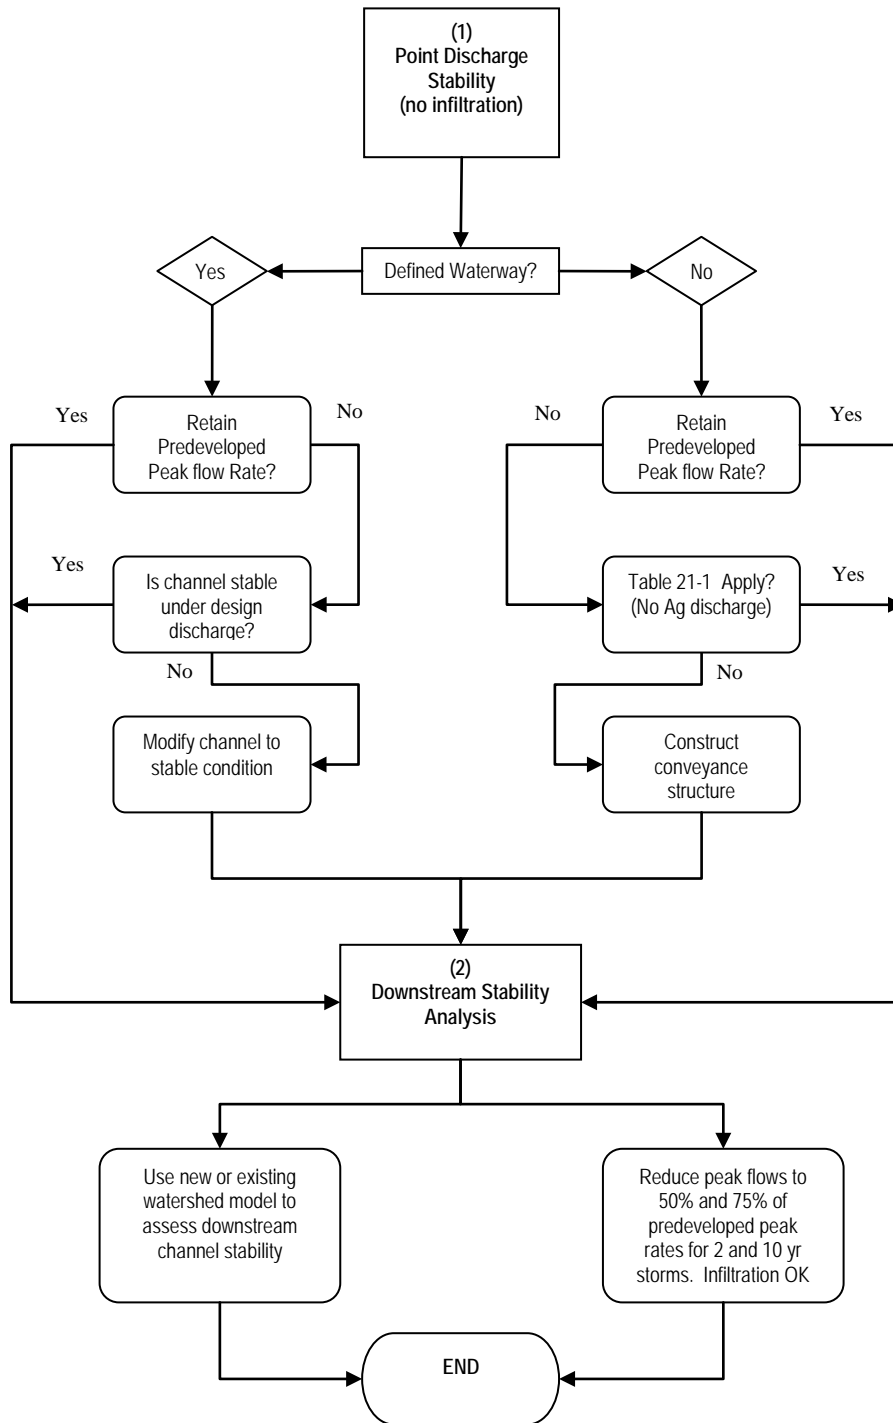 (1)
Point Discharge
Stability
(no infiltration)
Yes
Defined Waterway?
No
Yes
Retain
Predeveloped
Peak flow Rate?
No
No
Retain
Predeveloped
Peak flow Rate?
Yes
Yes
Is channel stable
under design
discharge?
No
Table 21-1 Apply?
(No Ag discharge)
Yes
No
Modify channel to
stable condition
Construct
conveyance
structure
(2)
Downstream Stability
Analysis
Use new or existing
watershed model to
assess downstream
channel stability
Reduce peak flows to
50% and 75% of
predeveloped peak
rates for 2 and 10 yr
storms. Infiltration OK
END